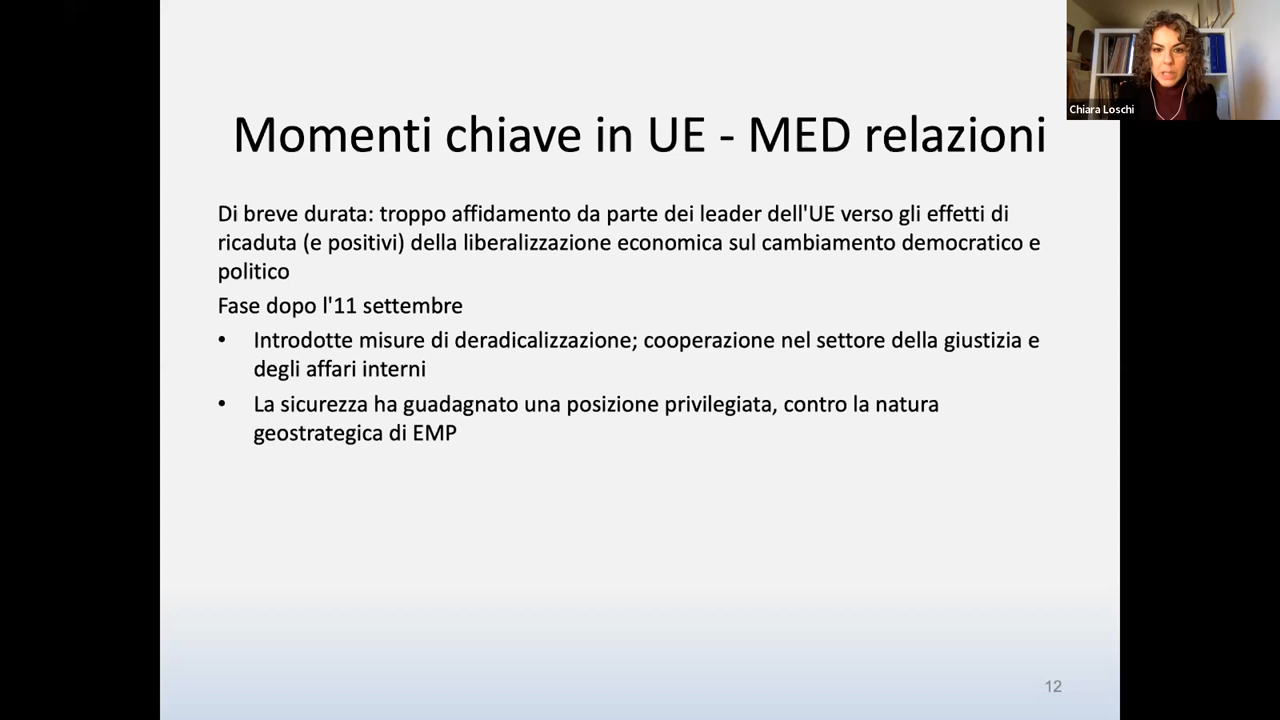 Chiara Loschi
Momenti chiave in UE - MED relazioni
Di breve durata: troppo affidamento da parte dei leader dell'UE verso gli effetti di
ricaduta (e positivi) della liberalizzazione economica sul cambiamento democratico e
politico
Fase dopo l'11 settembre
• Introdotte misure di deradicalizzazione; cooperazione nel settore della giustizia e
degli affari interni
• La sicurezza ha guadagnato una posizione privilegiata, contro la natura
geostrategica di EMP
12